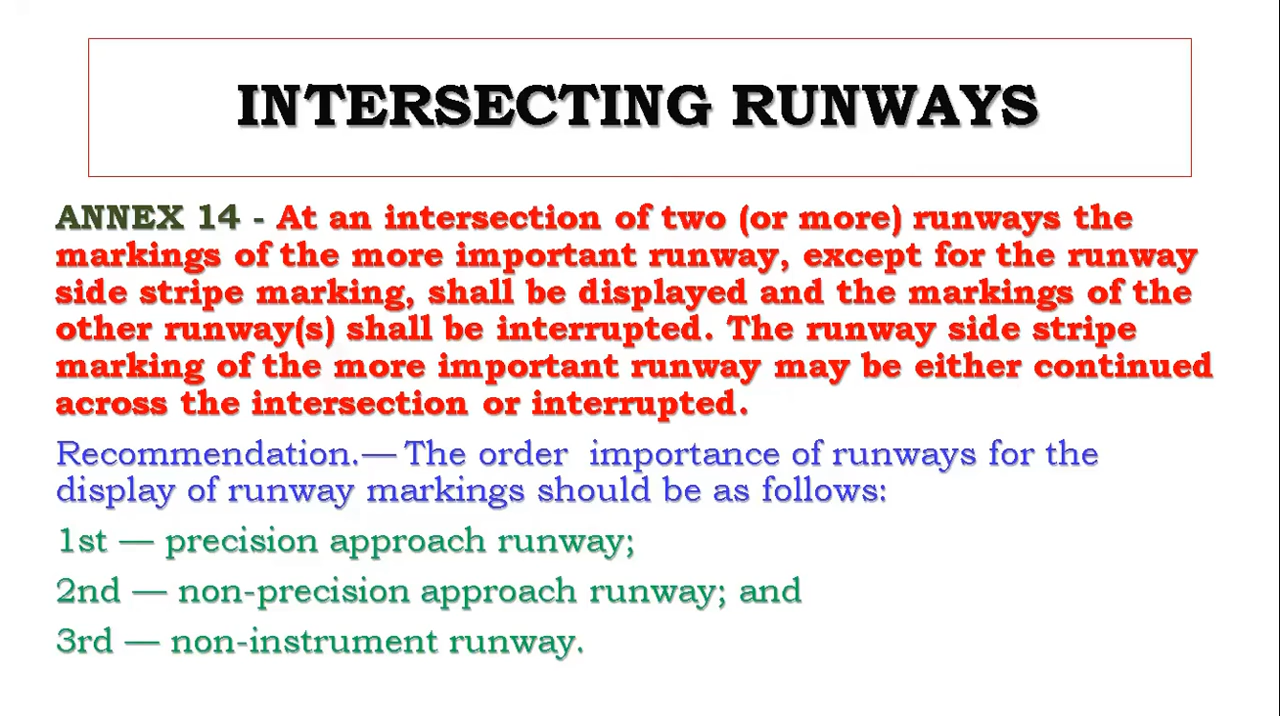 INTERSECTING RUNWAYS
ANNEX 14 - At an intersection of two (or more) runways the
markings of the more important runway, except for the runway
side stripe marking, shall be displayed and the markings of the
other runway(s) shall be interrupted. The runway side stripe
marking of the more important runway may be either continued
across the intersection or interrupted.
Recommendation.— The order importance of runways for the
display of runway markings should be as follows:
1st — precision approach runway;
2nd — non-precision approach runway; and
3rd — non-instrument runway.